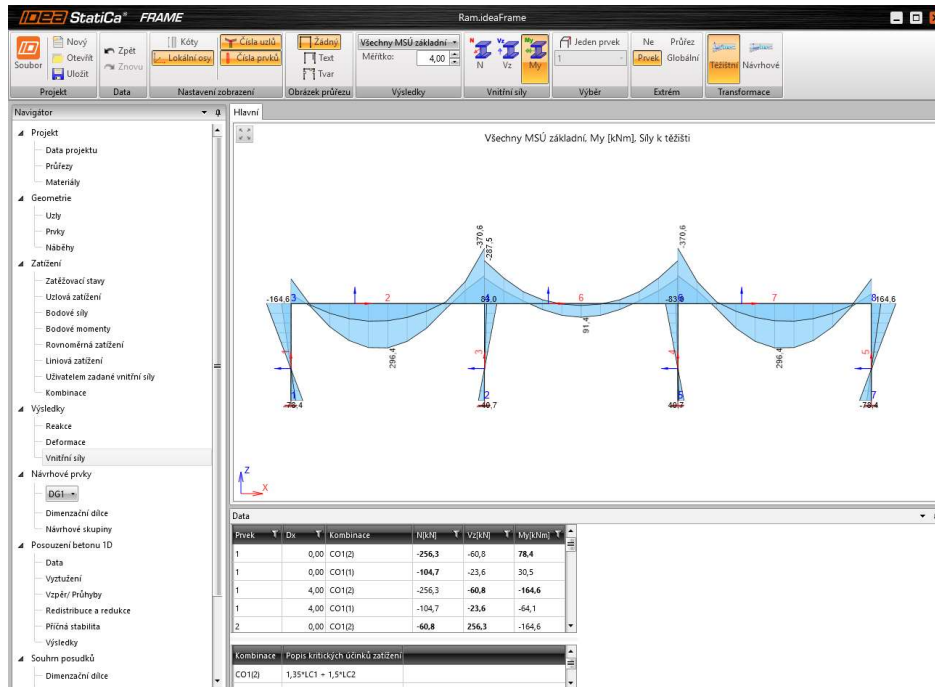 IDEA StatiCa® FRAME
Ram.ideaFrame
Soubor
Nový
Otevřít
Uložit
Projekt
Zpět
Znovu
Data
Kóty
Lokální osy
Čísla uzlů
Čísla prvků
Nastavení zobrazení
Žádný
Text
Tvar
Obrázek průřezu
Všechny MSÚ základní
Měřítko: 4,00
Výsledky
N
Vz
My
Vnitřní síly
Jeden prvek
1
Výběr
Ne Průřez
Prvek Globální
Extrém
Těžištní
Návrhové
Transformace
Navigátor
Projekt
Data projektu
Průřezy
Materiály
Geometrie
Uzly
Prvky
Náběhy
Zatížení
Zatěžovací stavy
Uzlová zatížení
Bodové síly
Bodové momenty
Rovnoměrná zatížení
Liniová zatížení
Uživatelem zadané vnitřní síly
Kombinace
Výsledky
Reakce
Deformace
Vnitřní síly
Návrhové prvky
DG1
Dimenzační dílce
Návrhové skupiny
Posouzení betonu 1D
Data
Vyztužení
Vzpěr/ Průhyby
Redistribuce a redukce
Příčná stabilita
Výsledky
Souhrn posudků
Dimenzační dílce
Hlavní
Všechny MSÚ základní, My [kNm], Síly k těžišti
-370,6
-287,5
-370,6
-164,6
3
2
6
7
8
164,6
296,4
91,4
296,4
1
3
4
5
1
2
7
-78,4
-40,7
40,7
-78,4
Z
X
Data
Prvek Dx Kombinace N[kN] Vz[kN] My[kNm]
1 0,00 CO1(2) -256,3 -60,8 78,4
1 0,00 CO1(1) -104,7 -23,6 30,5
1 4,00 CO1(2) -256,3 -60,8 -164,6
1 4,00 CO1(1) -104,7 -23,6 -64,1
2 0,00 CO1(2) -60,8 256,3 -164,6
Kombinace Popis kritických účinků zatížení
CO1(2) 1,35*LC1 + 1,5*LC2